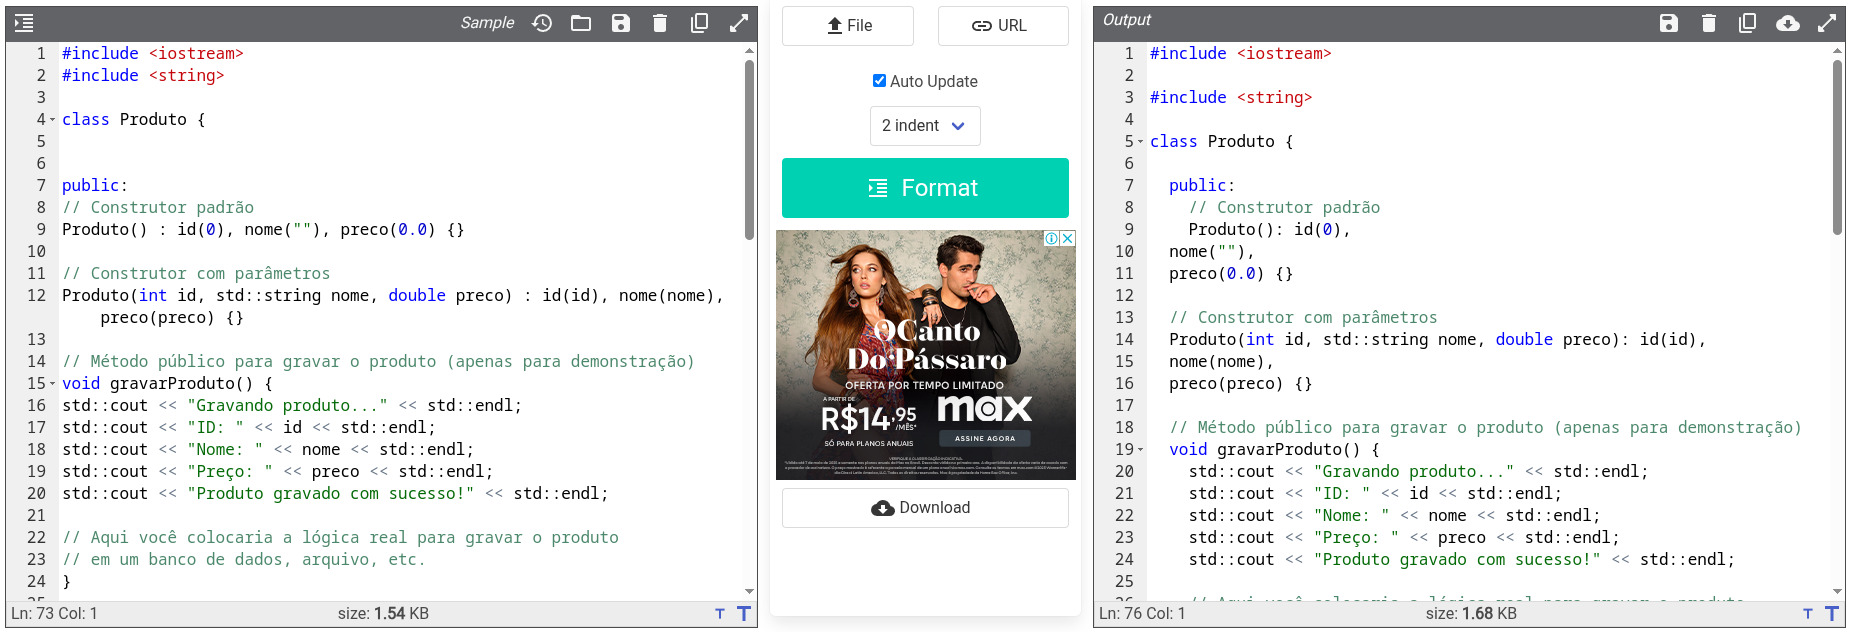 Sample
1 #include <iostream>
2 #include <string>
3
4 class Produto {
5
6
7 public:
8 // Construtor padrão
9 Produto() : id(0), nome(""), preco(0.0) {}
10
11 // Construtor com parâmetros
12 Produto(int id, std::string nome, double preco) : id(id), nome(nome),
preco(preco) {}
13
14 // Método público para gravar o produto (apenas para demonstração)
15 void gravarProduto() {
16 std::cout << "Gravando produto..." << std::endl;
17 std::cout << "ID: " << id << std::endl;
18 std::cout << "Nome: " << nome << std::endl;
19 std::cout << "Preço: " << preco << std::endl;
20 std::cout << "Produto gravado com sucesso!" << std::endl;
21
22 // Aqui você colocaria a lógica real para gravar o produto
23 // em um banco de dados, arquivo, etc.
24 }
25
Ln: 73 Col: 1 size: 1.54 KB T T
File URL
Auto Update
2 indent
Format
O Canto
Do Pássaro
OFERTA POR TEMPO LIMITADO
A PARTIR DE
R$14,95
/MÊS*
SÓ PARA PLANOS ANUAIS
max
ASSINE AGORA
Download
Output
1 #include <iostream>
2
3 #include <string>
4
5 class Produto {
6
7 public:
8 // Construtor padrão
9 Produto(): id(0),
10 nome(""),
11 preco(0.0) {}
12
13 // Construtor com parâmetros
14 Produto(int id, std::string nome, double preco): id(id),
15 nome(nome),
16 preco(preco) {}
17
18 // Método público para gravar o produto (apenas para demonstração)
19 void gravarProduto() {
20 std::cout << "Gravando produto..." << std::endl;
21 std::cout << "ID: " << id << std::endl;
22 std::cout << "Nome: " << nome << std::endl;
23 std::cout << "Preço: " << preco << std::endl;
24 std::cout << "Produto gravado com sucesso!" << std::endl;
25
26 // Aqui você colocaria a lógica real para gravar o produto
Ln: 76 Col: 1 size: 1.68 KB T T